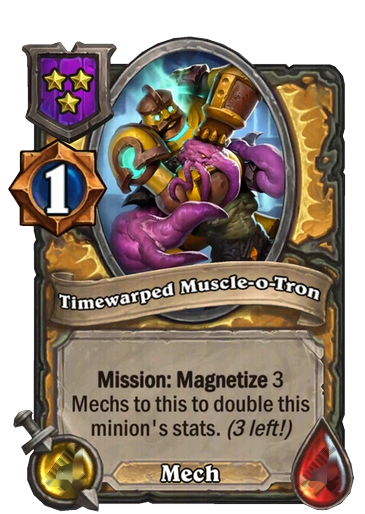 1
Timewarped Muscle-o-Tron
Mission: Magnetize 3
Mechs to this to double this
minion's stats. (3 left!)
Mech